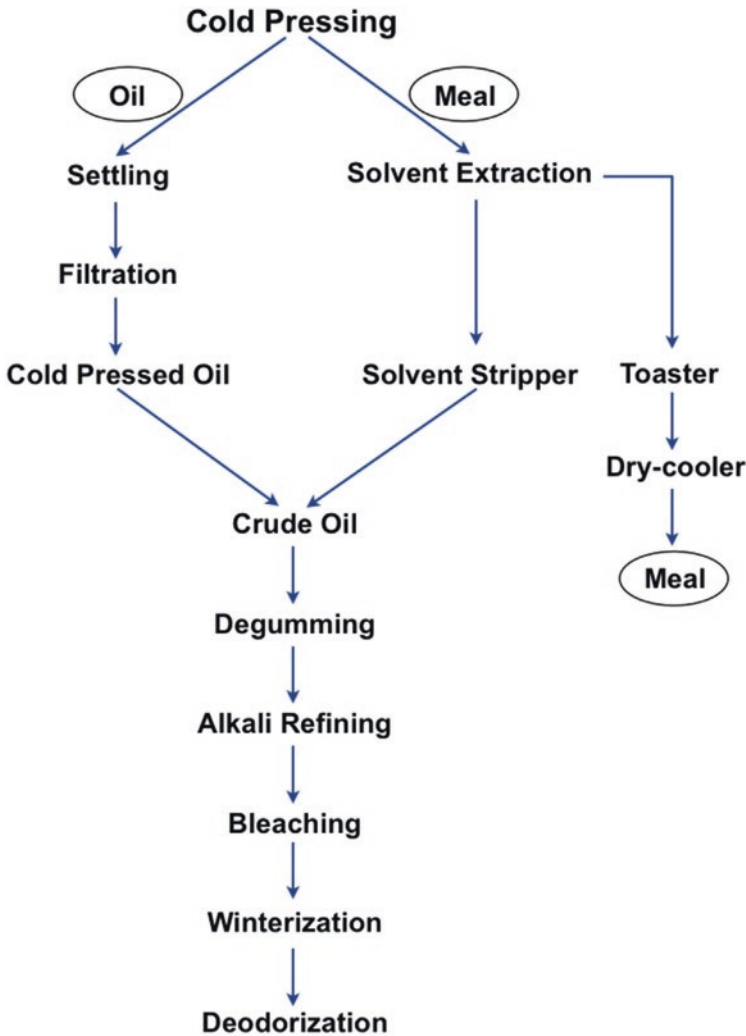 Cold Pressing
Oil
Meal
Settling
Solvent Extraction
Filtration
Cold Pressed Oil
Solvent Stripper
Toaster
Dry-cooler
Crude Oil
Meal
Degumming
Alkali Refining
Bleaching
Winterization
Deodorization